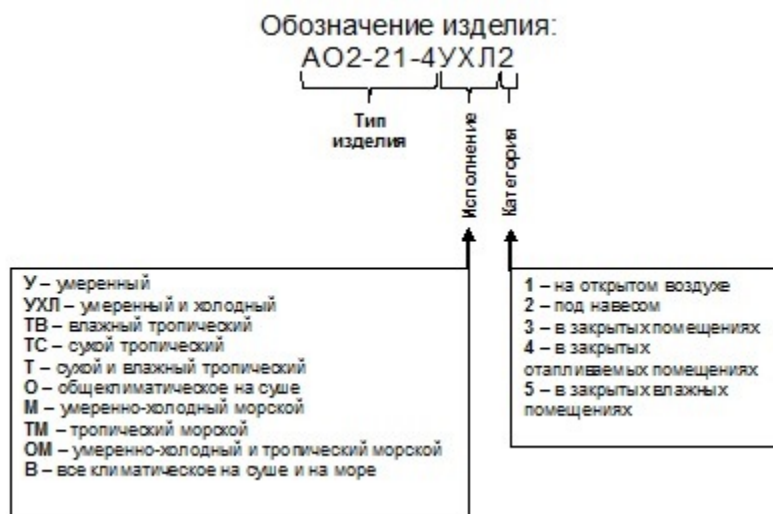 Обозначение изделия:
АО2-21-4УХЛ2
Тип
изделия
Исполнение
Категория
У – умеренный
УХЛ – умеренный и холодный
ТВ – влажный тропический
ТС – сухой тропический
Т – сухой и влажный тропический
О – общеклиматическое на суше
М – умеренно-холодный морской
ТМ – тропический морской
ОМ – умеренно-холодный и тропический морской
В – все климатическое на суше и на море
1 – на открытом воздухе
2 – под навесом
3 – в закрытых помещениях
4 – в закрытых
отапливаемых помещениях
5 – в закрытых влажных
помещениях